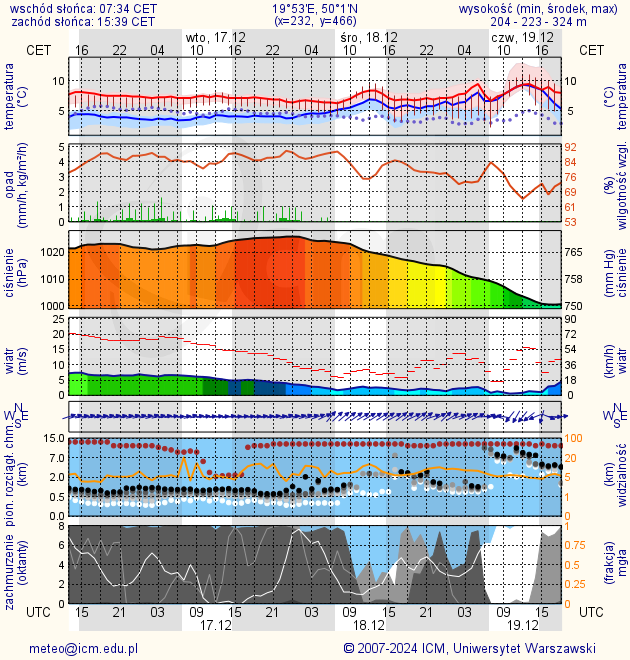 wschód słońca: 07:34 CET
19°53'E, 50°1'N
wysokość (min, środek, max)
zachód słońca: 15:39 CET
(x=232, y=466)
204 - 223 - 324 m
wto, 17.12
śro, 18.12
czw, 19.12
CET
16
22
04
10
16
22
04
10
16
22
04
10
16
CET
temperatura
(°C)
10
5
10
5
(°C)
temperatura
opad
(mm/h, kg/m²/h)
5
4
3
2
1
0
92
84
76
69
61
53
(%)
wilgotność wzgl.
ciśnienie
(hPa)
1020
1010
1000
765
758
750
(mm Hg)
ciśnienie
wiatr
(m/s)
25
20
15
10
5
0
90
72
54
36
18
0
(km/h)
wiatr
N
W E
S
N
W E
S
pion. rozciągł. chm.
(km)
15.0
7.0
2.0
0.5
0.0
100
20
5
1
0
(km)
widzialność
zachmurzenie
(oktanty)
8
6
4
2
0
1
0.75
0.5
0.25
0
(frakcja)
mgła
UTC
15
21
03
09
15
21
03
09
15
21
03
09
15
UTC
17.12
18.12
19.12
meteo@icm.edu.pl
© 2007-2024 ICM, Uniwersytet Warszawski